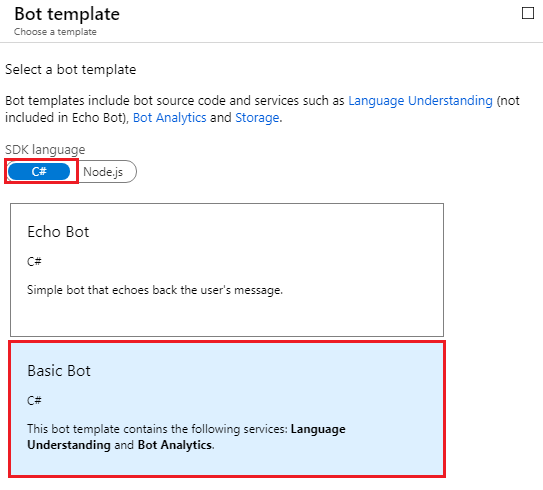 Bot template
Choose a template
Select a bot template
Bot templates include bot source code and services such as Language Understanding (not
included in Echo Bot), Bot Analytics and Storage.
SDK language
C# Node.js
Echo Bot
C#
Simple bot that echoes back the user's message.
Basic Bot
C#
This bot template contains the following services: Language
Understanding and Bot Analytics.